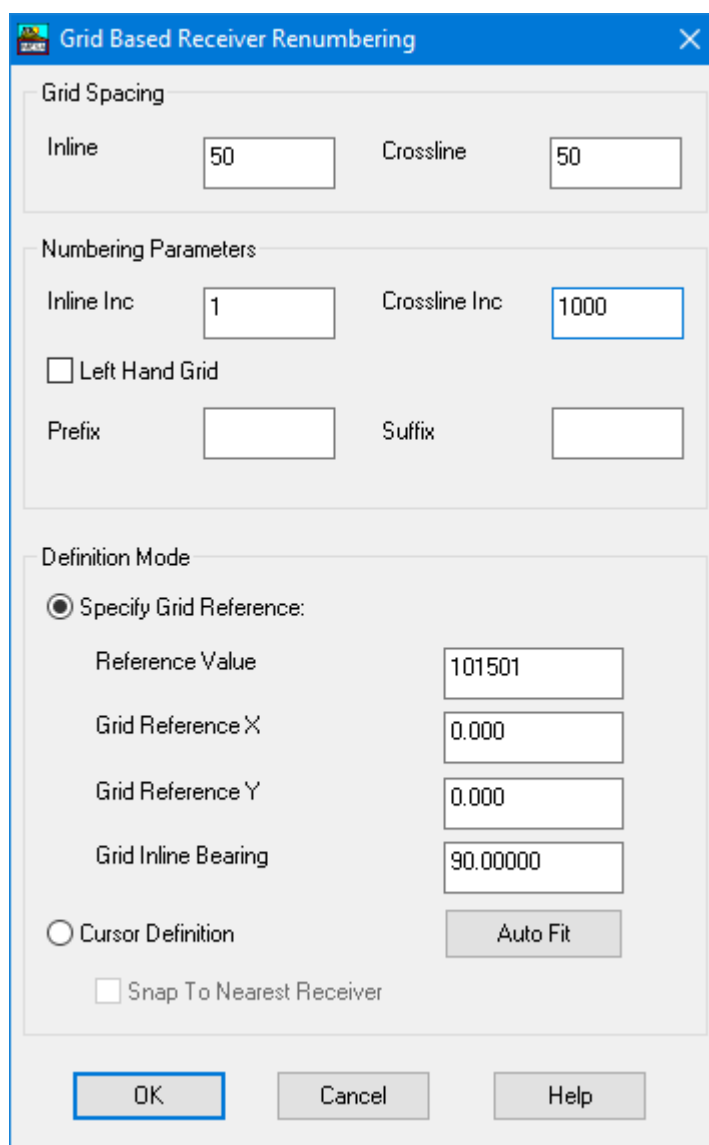 Grid Based Receiver Renumbering
Grid Spacing
Inline 50 Crossline 50
Numbering Parameters
Inline Inc 1 Crossline Inc 1000
Left Hand Grid
Prefix Suffix
Definition Mode
Specify Grid Reference:
Reference Value 101501
Grid Reference X 0.000
Grid Reference Y 0.000
Grid Inline Bearing 90.00000
Cursor Definition Auto Fit
Snap To Nearest Receiver
OK Cancel Help